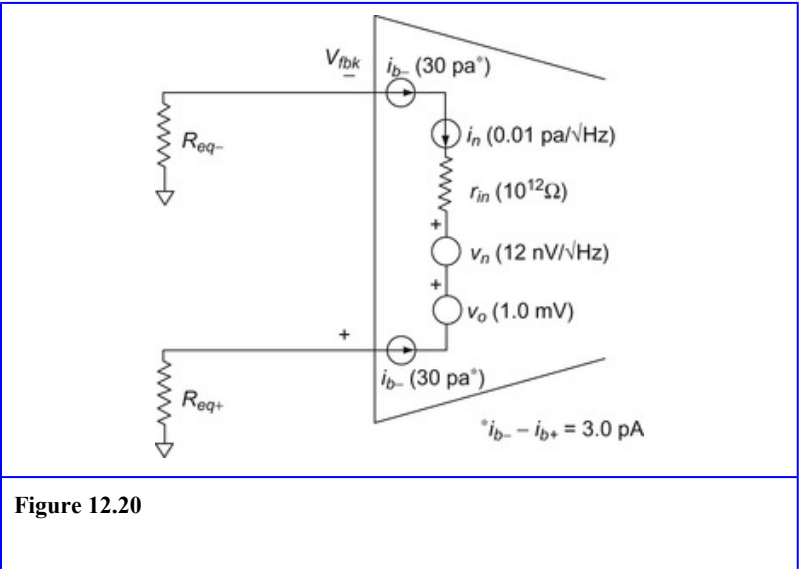 V_fbk
−
i_b− (30 pa*)
i_n (0.01 pa/√Hz)
R_eq−
r_in (10^12Ω)
+
v_n (12 nV/√Hz)
+
v_o (1.0 mV)
+
i_b− (30 pa*)
R_eq+
*i_b− − i_b+ = 3.0 pA
Figure 12.20